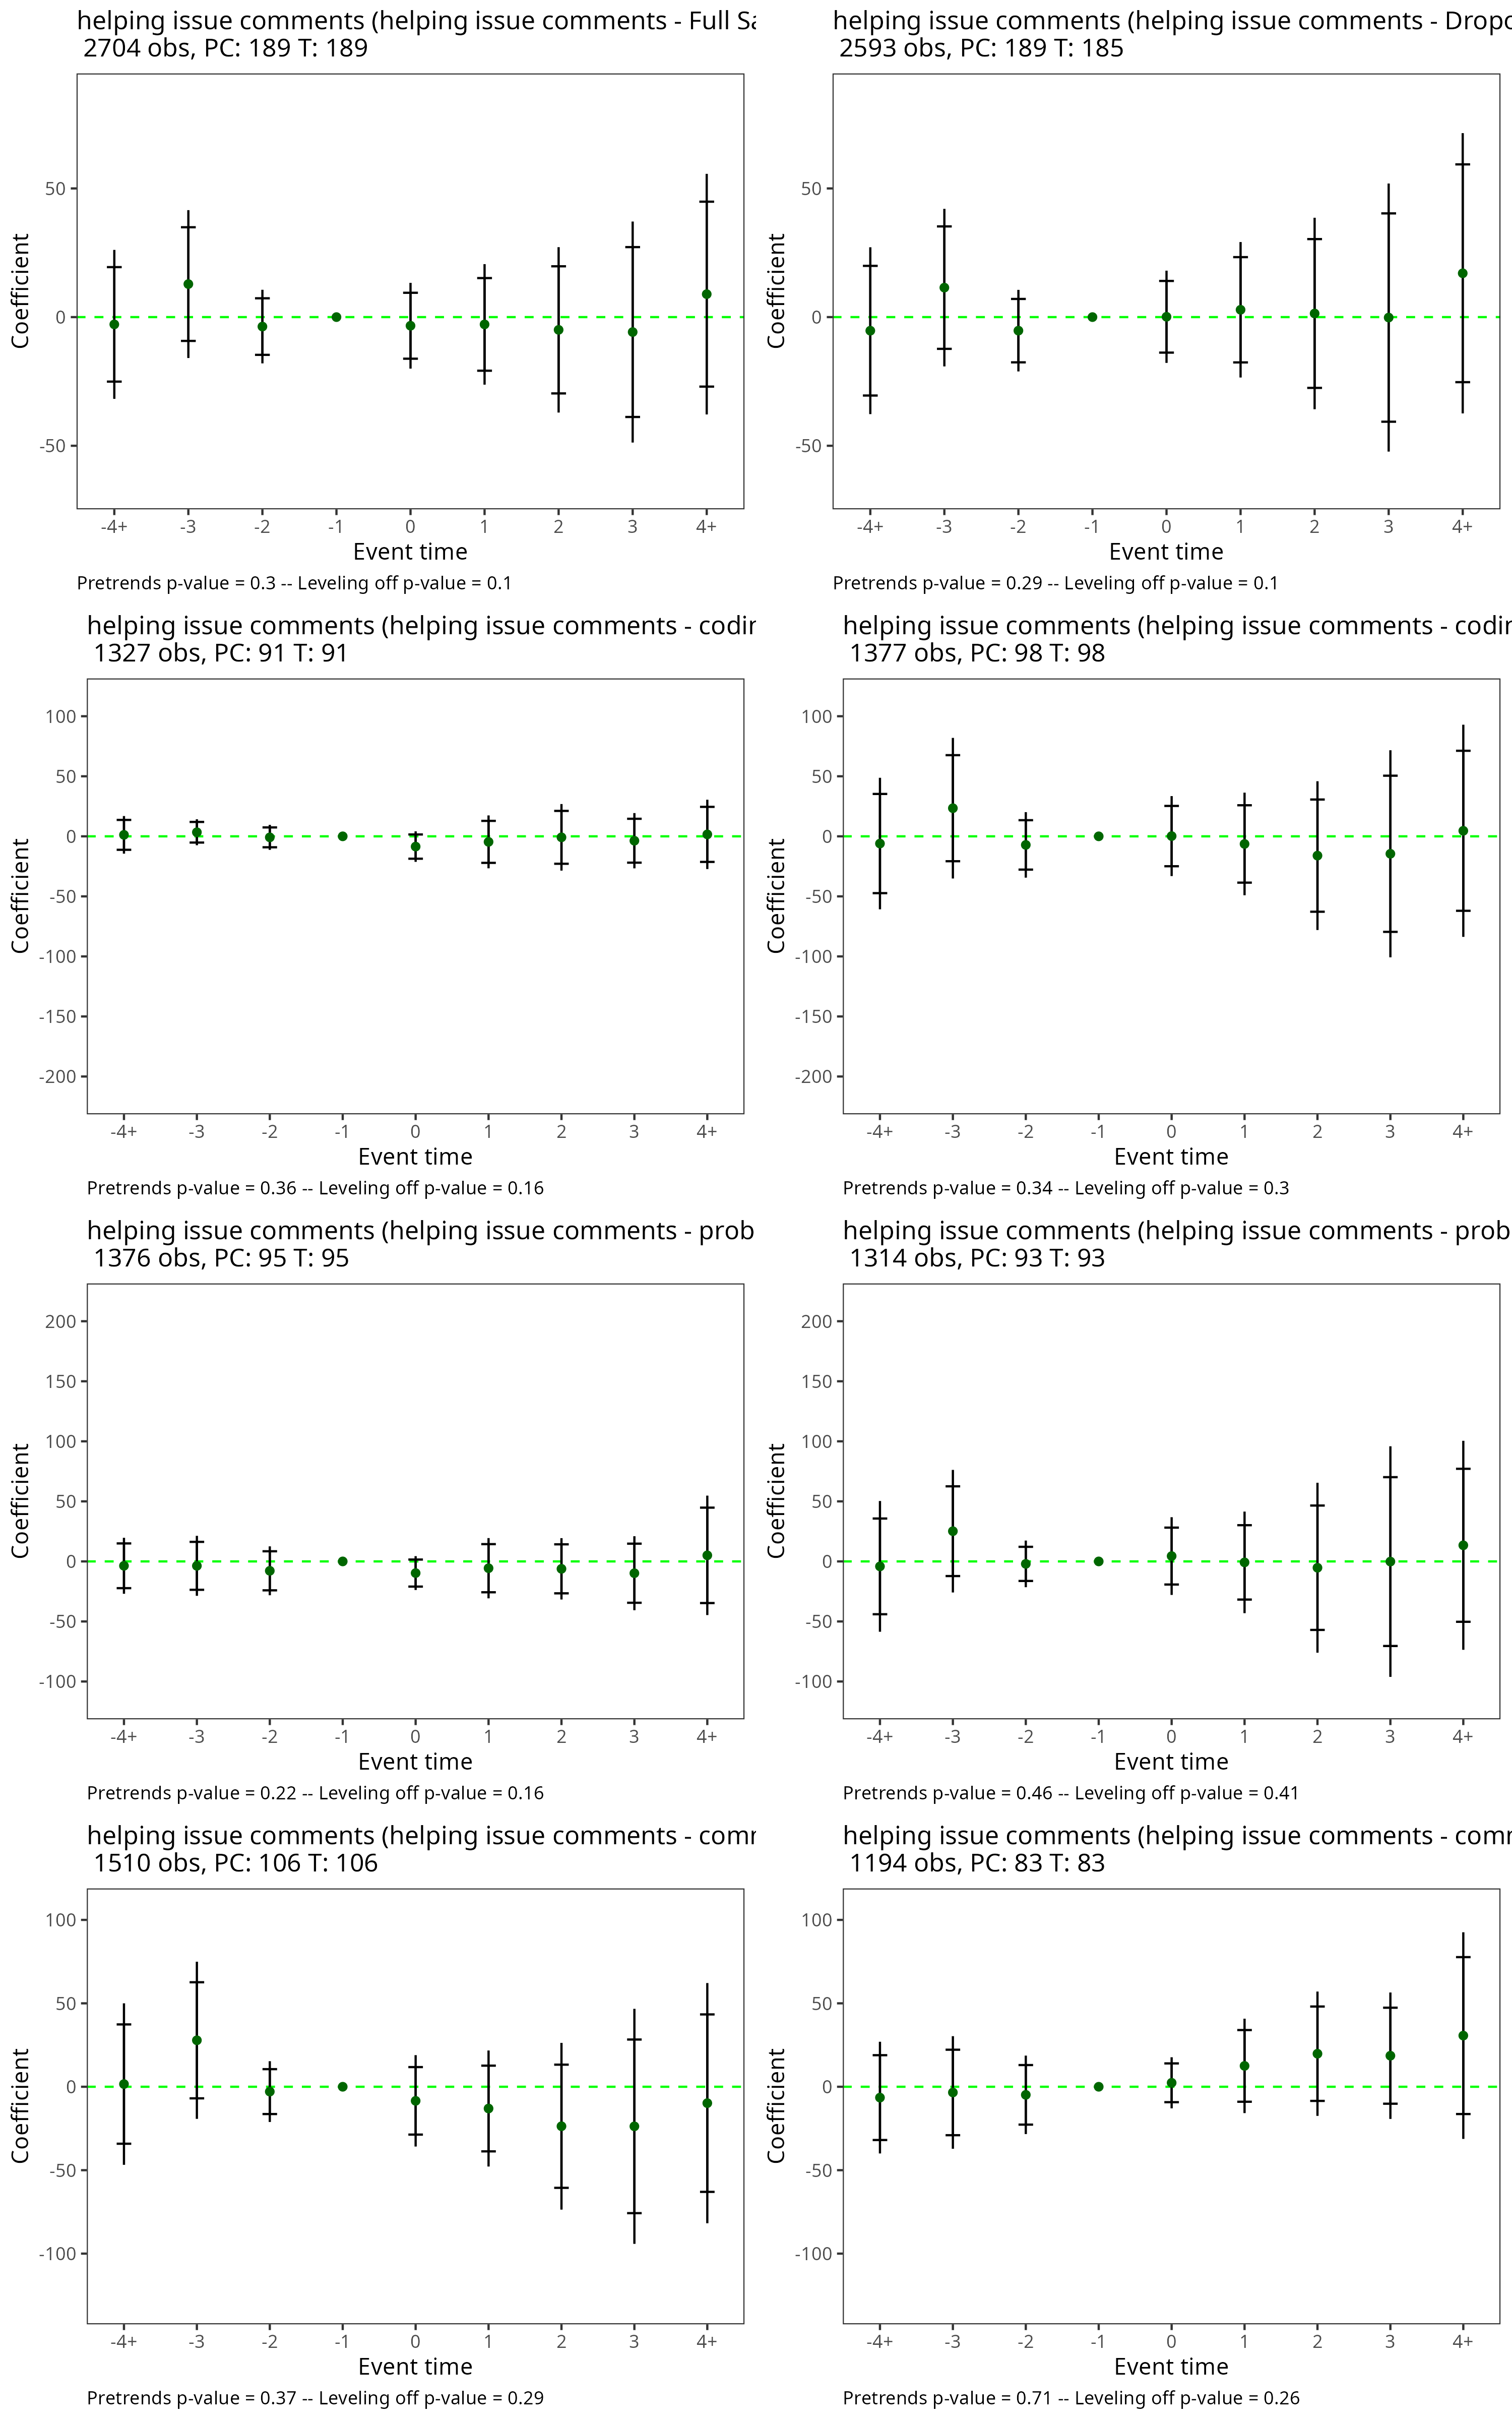 helping issue comments (helping issue comments - Full Sa
2704 obs, PC: 189 T: 189
50
0
-50
Coefficient
-4+ -3 -2 -1 0 1 2 3 4+
Event time
Pretrends p-value = 0.3 -- Leveling off p-value = 0.1
helping issue comments (helping issue comments - Dropo
2593 obs, PC: 189 T: 185
50
0
-50
Coefficient
-4+ -3 -2 -1 0 1 2 3 4+
Event time
Pretrends p-value = 0.29 -- Leveling off p-value = 0.1
helping issue comments (helping issue comments - codin
1327 obs, PC: 91 T: 91
100
50
0
-50
-100
-150
-200
Coefficient
-4+ -3 -2 -1 0 1 2 3 4+
Event time
Pretrends p-value = 0.36 -- Leveling off p-value = 0.16
helping issue comments (helping issue comments - codin
1377 obs, PC: 98 T: 98
100
50
0
-50
-100
-150
-200
Coefficient
-4+ -3 -2 -1 0 1 2 3 4+
Event time
Pretrends p-value = 0.34 -- Leveling off p-value = 0.3
helping issue comments (helping issue comments - prob
1376 obs, PC: 95 T: 95
200
150
100
50
0
-50
-100
Coefficient
-4+ -3 -2 -1 0 1 2 3 4+
Event time
Pretrends p-value = 0.22 -- Leveling off p-value = 0.16
helping issue comments (helping issue comments - prob
1314 obs, PC: 93 T: 93
200
150
100
50
0
-50
-100
Coefficient
-4+ -3 -2 -1 0 1 2 3 4+
Event time
Pretrends p-value = 0.46 -- Leveling off p-value = 0.41
helping issue comments (helping issue comments - comm
1510 obs, PC: 106 T: 106
100
50
0
-50
-100
Coefficient
-4+ -3 -2 -1 0 1 2 3 4+
Event time
Pretrends p-value = 0.37 -- Leveling off p-value = 0.29
helping issue comments (helping issue comments - comm
1194 obs, PC: 83 T: 83
100
50
0
-50
-100
Coefficient
-4+ -3 -2 -1 0 1 2 3 4+
Event time
Pretrends p-value = 0.71 -- Leveling off p-value = 0.26